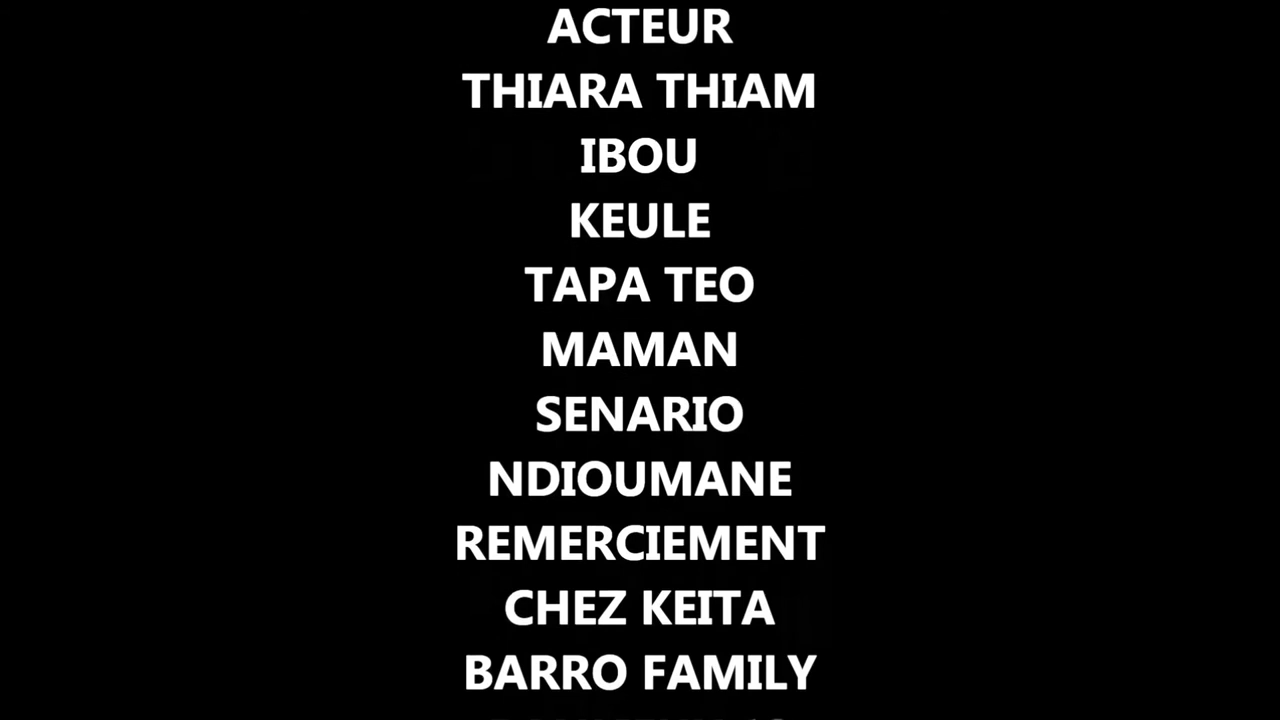 ACTEUR
THIARA THIAM
IBOU
KEULE
TAPA TEO
MAMAN
SENARIO
NDIOUMANE
REMERCIEMENT
CHEZ KEITA
BARRO FAMILY